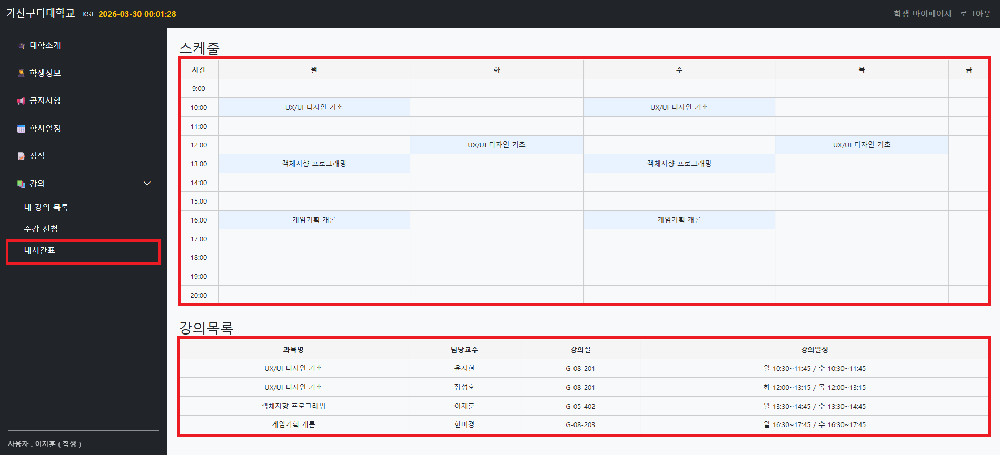 가산구디대학교 KST 2026-03-30 00:01:28 학생 마이페이지 로그아웃
대학소개
학생정보
공지사항
학사일정
성적
강의
내 강의 목록
수강 신청
내시간표
사용자 : 이지훈 ( 학생 )
스케줄
시간 월 화 수 목 금
9:00
10:00 UX/UI 디자인 기초 UX/UI 디자인 기초
11:00
12:00 UX/UI 디자인 기초 UX/UI 디자인 기초
13:00 객체지향 프로그래밍 객체지향 프로그래밍
14:00
15:00
16:00 게임기획 개론 게임기획 개론
17:00
18:00
19:00
20:00
강의목록
과목명 담당교수 강의실 강의일정
UX/UI 디자인 기초 윤지현 G-08-201 월 10:30~11:45 / 수 10:30~11:45
UX/UI 디자인 기초 장성호 G-08-201 화 12:00~13:15 / 목 12:00~13:15
객체지향 프로그래밍 이재훈 G-05-402 월 13:30~14:45 / 수 13:30~14:45
게임기획 개론 한미경 G-08-203 월 16:30~17:45 / 수 16:30~17:45